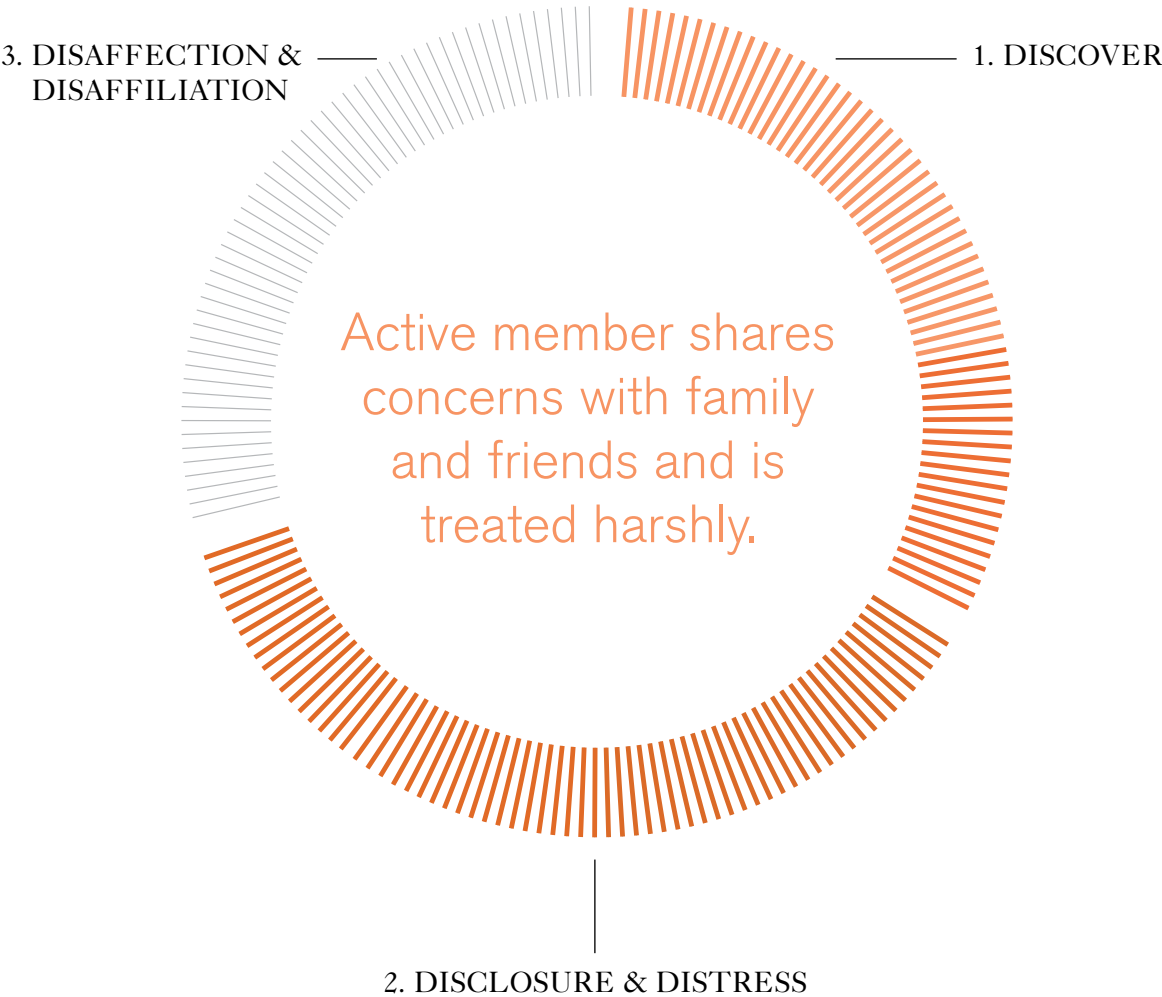 3. DISAFFECTION &
DISAFFILIATION
1. DISCOVER
Active member shares
concerns with family
and friends and is
treated harshly.
2. DISCLOSURE & DISTRESS